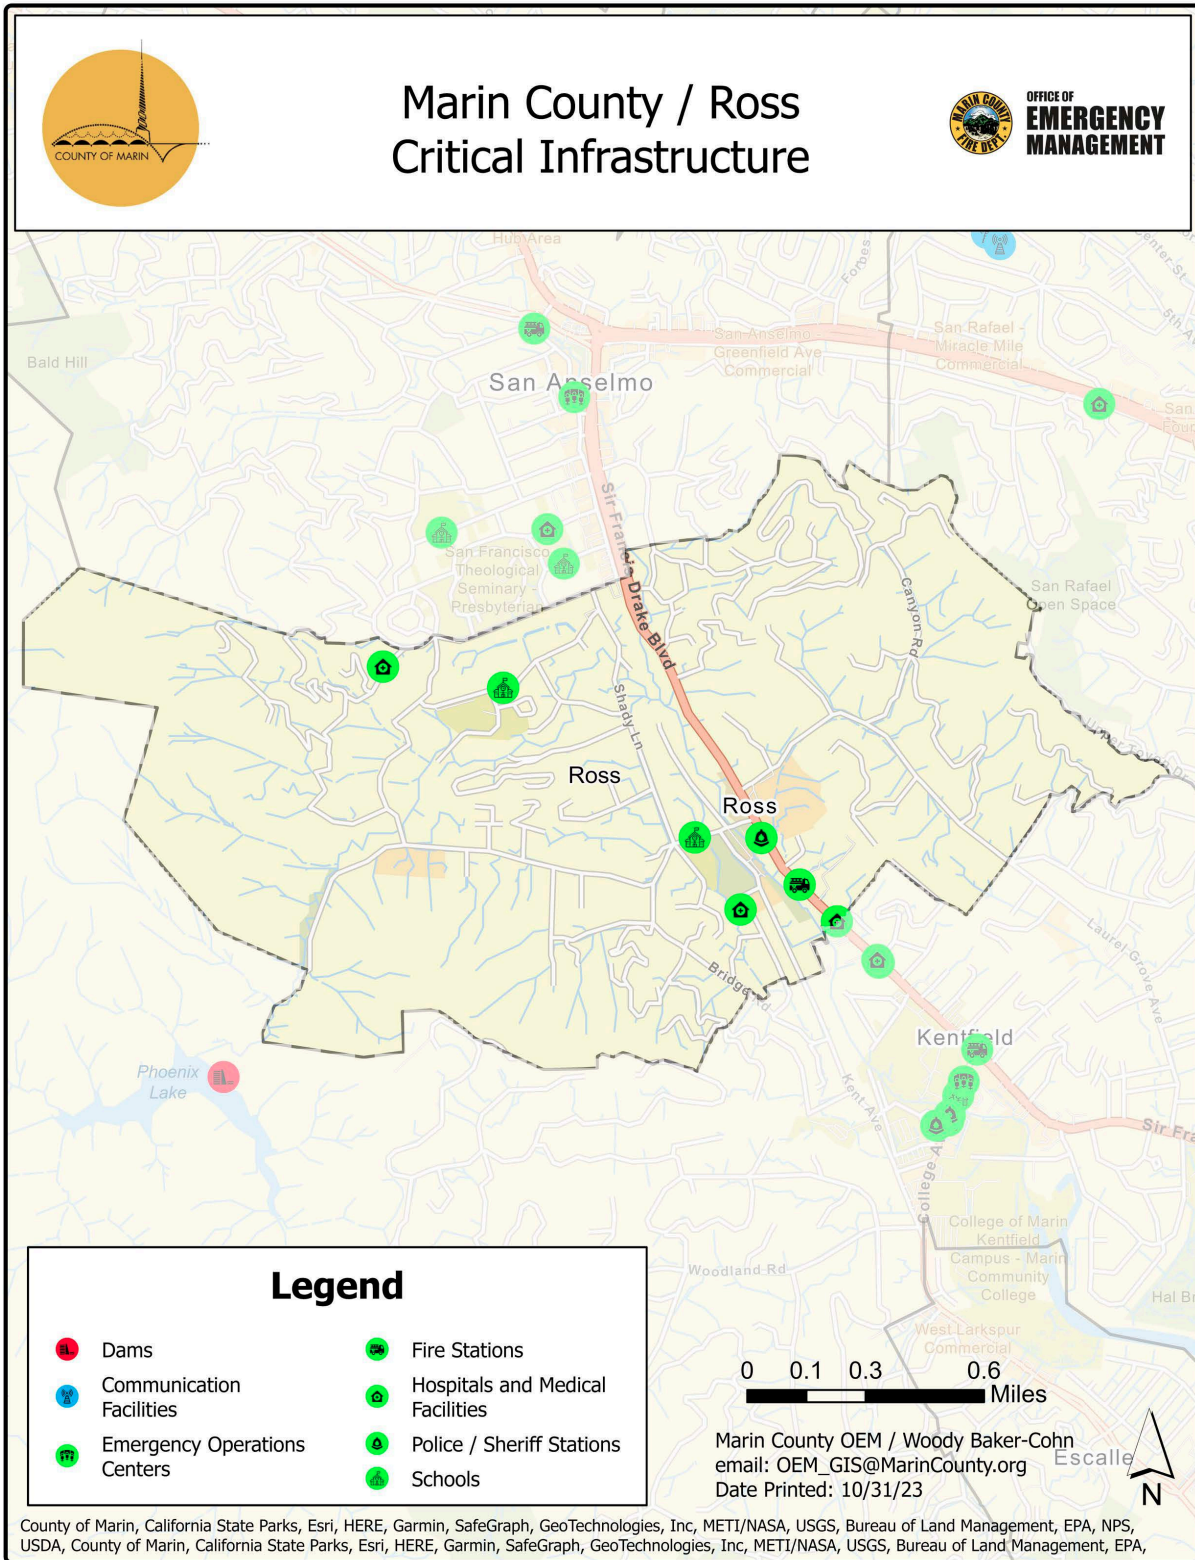 Marin County / Ross
Critical Infrastructure
COUNTY OF MARIN
MARIN COUNTY
FIRE DEPT.
OFFICE OF
EMERGENCY
MANAGEMENT
Hub Area
Forbes
Center St
5th A
San Anselmo
Greenfield Ave
Commercial
San Rafael -
Miracle Mile
Commercial
Bald Hill
San Anselmo
San
Four
Sir Francis Drake Blvd
San Francisco
Theological
Seminary -
Presbyterian
Canyon Rd
San Rafael
Open Space
Shady Ln
Ross
Ross
Bridge Rd
Laurel Grove Ave
Phoenix
Lake
Kentfield
Kent Ave
Sir Fra
College A
College of Marin
Kentfield
Campus - Marin
Community
College
Woodland Rd
Hal Br
West Larkspur
Commercial
Legend
Dams
Communication
Facilities
Emergency Operations
Centers
Fire Stations
Hospitals and Medical
Facilities
Police / Sheriff Stations
Schools
0 0.1 0.3 0.6
Miles
Marin County OEM / Woody Baker-Cohn
email: OEM_GIS@MarinCounty.org
Date Printed: 10/31/23
Escalle
N
County of Marin, California State Parks, Esri, HERE, Garmin, SafeGraph, GeoTechnologies, Inc, METI/NASA, USGS, Bureau of Land Management, EPA, NPS,
USDA, County of Marin, California State Parks, Esri, HERE, Garmin, SafeGraph, GeoTechnologies, Inc, METI/NASA, USGS, Bureau of Land Management, EPA,